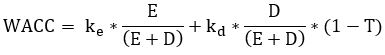 WACC = kₑ * E/(E + D) + k_d * D/(E + D) * (1 − T)